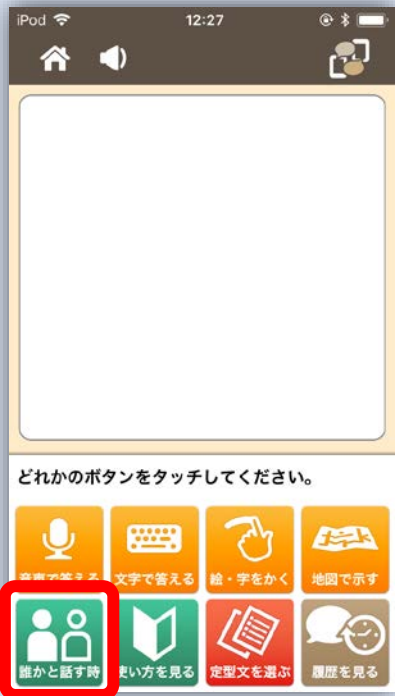 iPod 12:27
どれかのボタンをタッチしてください。
音声で答える 文字で答える 絵・字をかく 地図で示す
誰かと話す時 使い方を見る 定型文を選ぶ 履歴を見る